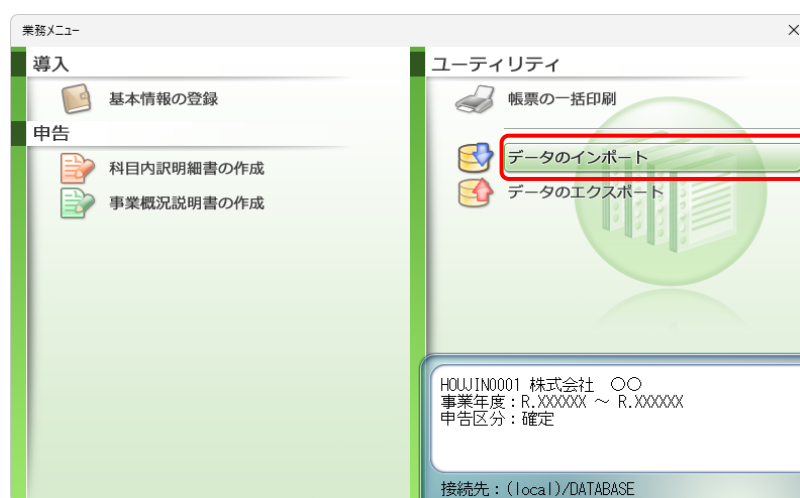 業務メニュー
導入
基本情報の登録
申告
科目内訳明細書の作成
事業概況説明書の作成
ユーティリティ
帳票の一括印刷
データのインポート
データのエクスポート
HOUJIN0001 株式会社　○○
事業年度：R.XXXXXX ～ R.XXXXXX
申告区分：確定
接続先：(local)/DATABASE